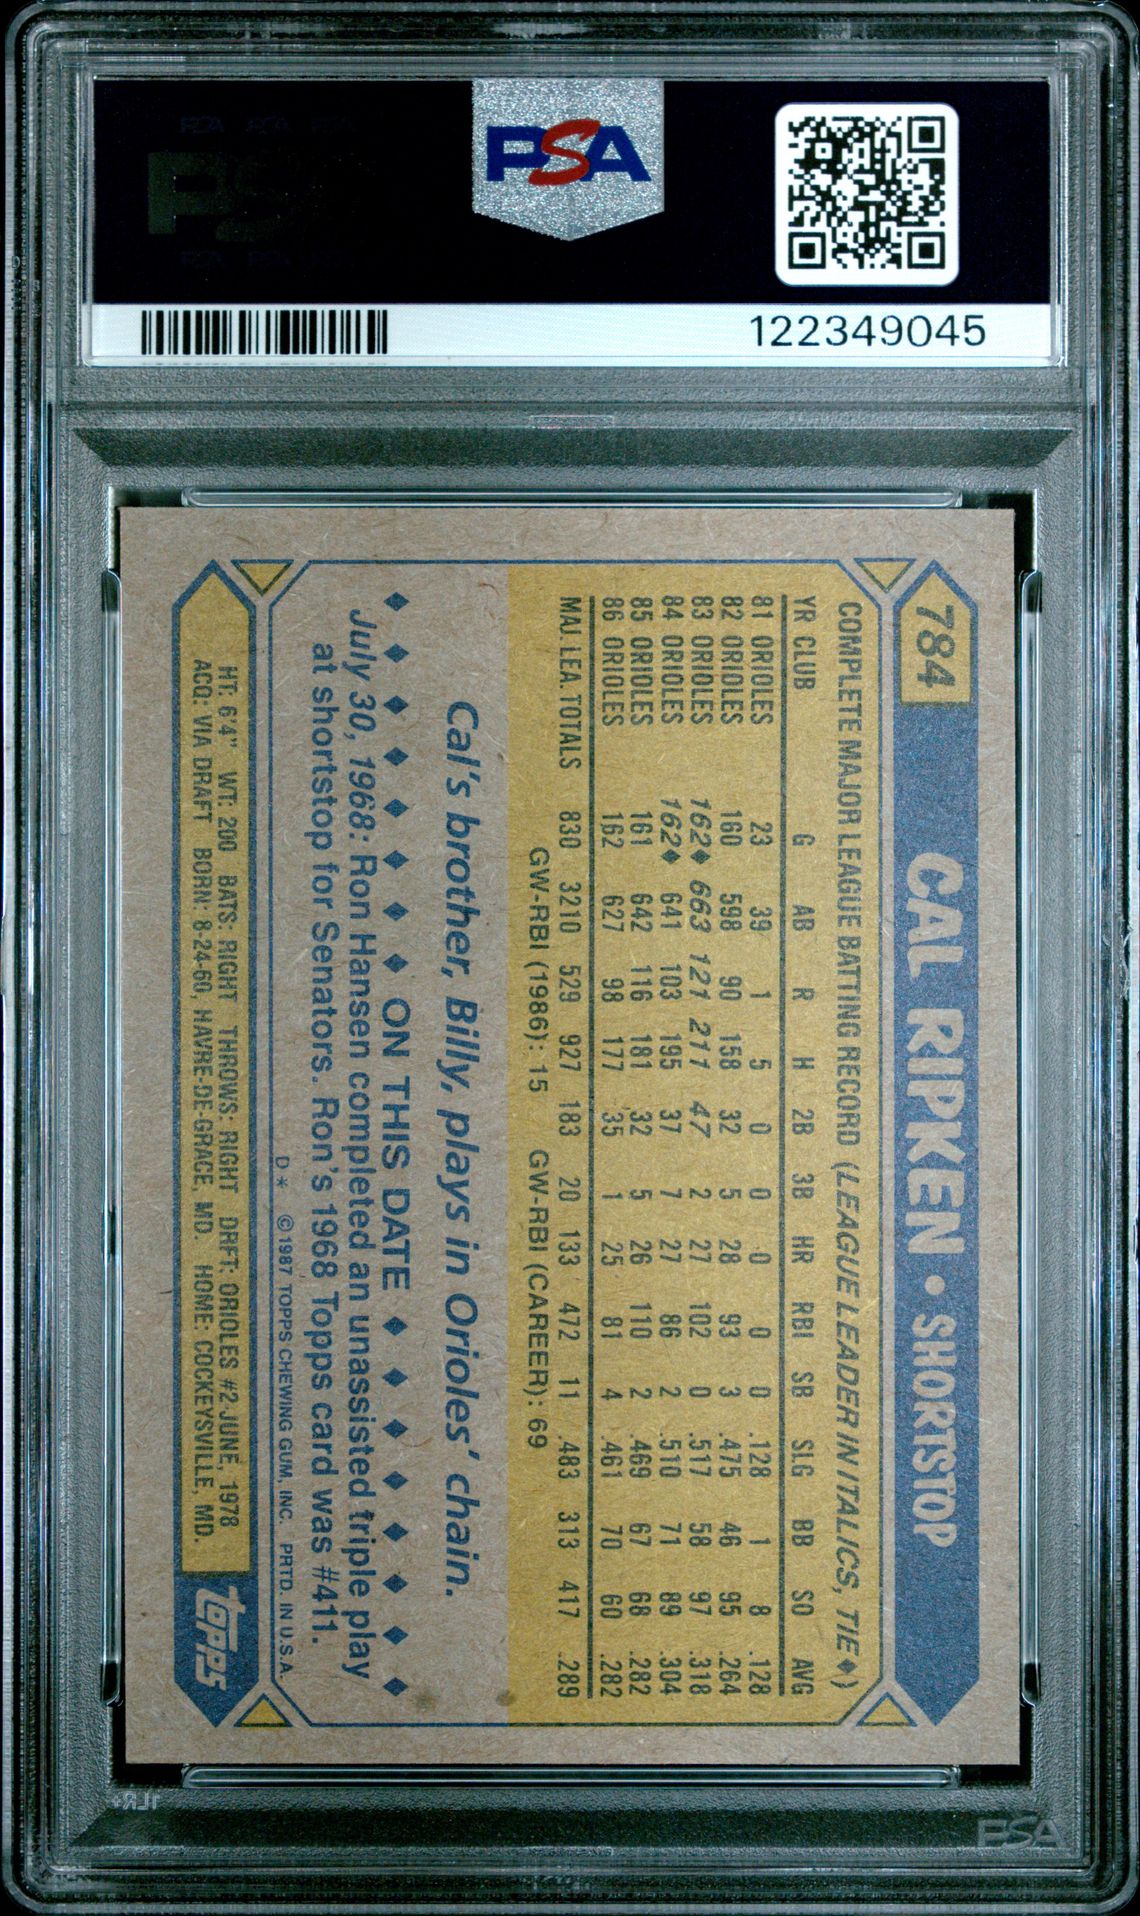 PSA
122349045
784
CAL RIPKEN • SHORTSTOP
COMPLETE MAJOR LEAGUE BATTING RECORD (LEAGUE LEADER IN ITALICS, TIE♦)
YR CLUB G AB R H 2B 3B HR RBI SB SLG BB SO AVG
81 ORIOLES 23 39 1 5 0 0 0 0 0 .128 1 8 .128
82 ORIOLES 160 598 90 158 32 5 28 93 3 .475 46 95 .264
83 ORIOLES 162♦ 663 121 211 47 2 27 102 0 .517 58 97 .318
84 ORIOLES 162♦ 641 103 195 37 7 27 86 2 .510 71 89 .304
85 ORIOLES 161 642 116 181 32 5 26 110 2 .469 67 68 .282
86 ORIOLES 162 627 98 177 35 1 25 81 4 .461 70 60 .282
MAJ. LEA. TOTALS 830 3210 529 927 183 20 133 472 11 .483 313 417 .289
GW-RBI (1986): 15 GW-RBI (CAREER): 69
Cal's brother, Billy, plays in Orioles' chain.
♦ ♦ ♦ ♦ ♦ ♦ ♦ ♦ ON THIS DATE ♦ ♦ ♦ ♦ ♦ ♦ ♦ ♦
July 30, 1968: Ron Hansen completed an unassisted triple play
at shortstop for Senators. Ron's 1968 Topps card was #411.
D* ©1987 TOPPS CHEWING GUM, INC. PRTD. IN U.S.A.
HT: 6'4" WT: 200 BATS: RIGHT THROWS: RIGHT DRFT: ORIOLES #2-JUNE, 1978
ACQ: VIA DRAFT BORN: 8-24-60, HAVRE-DE-GRACE, MD. HOME: COCKEYSVILLE, MD.
topps
PSA